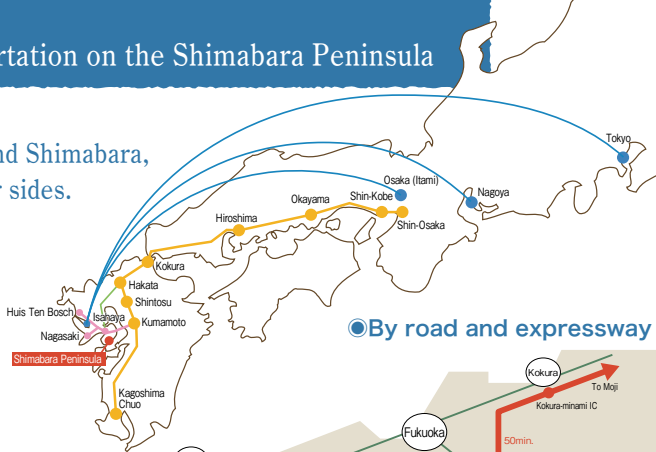 rtation on the Shimabara Peninsula
nd Shimabara,
r sides.
Tokyo
Osaka (Itami)
Nagoya
Shin-Kobe
Okayama
Shin-Osaka
Hiroshima
Kokura
Hakata
Shintosu
Huis Ten Bosch
Isahaya
Kumamoto
Nagasaki
Shimabara Peninsula
Kagoshima
Chuo
◉By road and expressway
Kokura
To Moji
Kokura-minami IC
Fukuoka
50min.